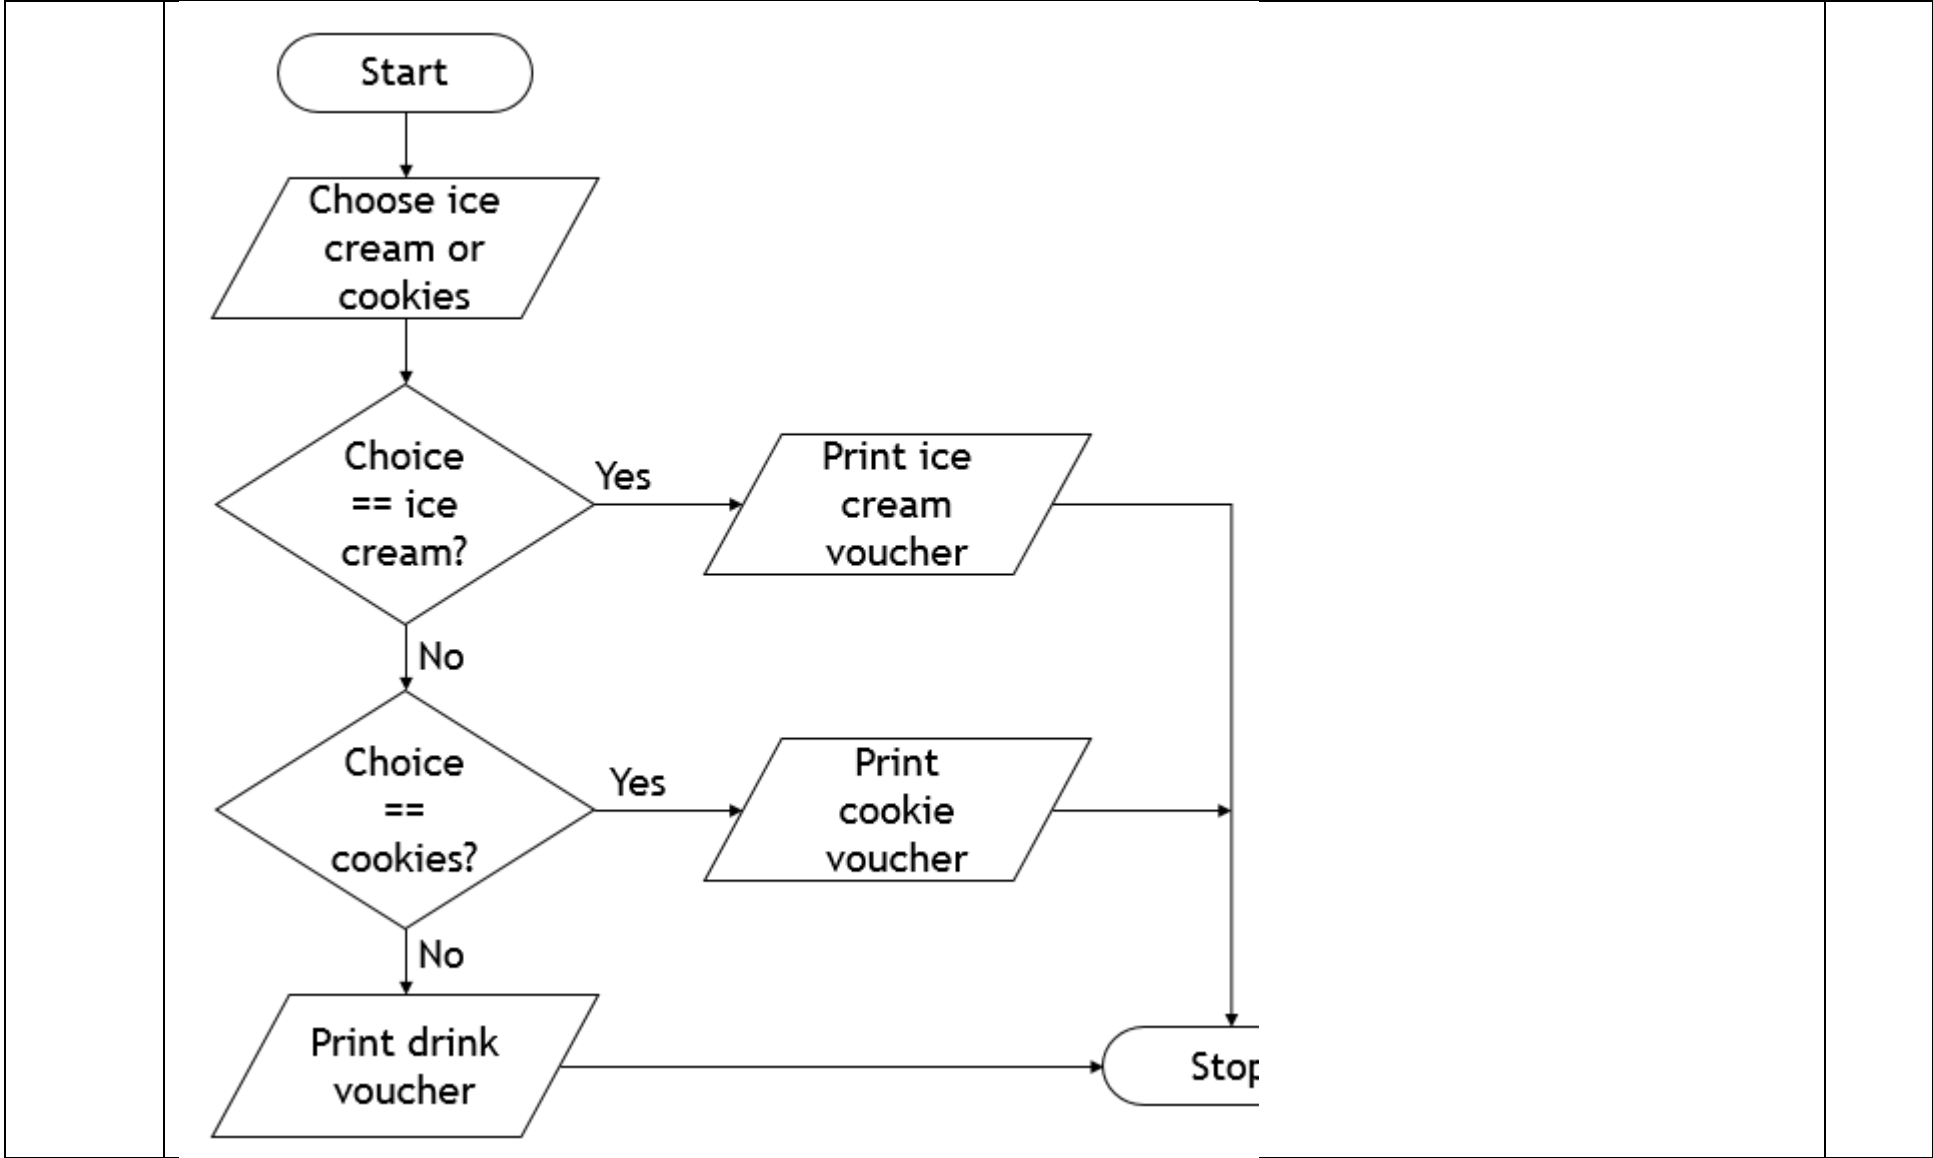 Start
Choose ice
cream or
cookies
Choice
== ice
cream?
Yes
Print ice
cream
voucher
No
Choice
==
cookies?
Yes
Print
cookie
voucher
No
Print drink
voucher
Stop